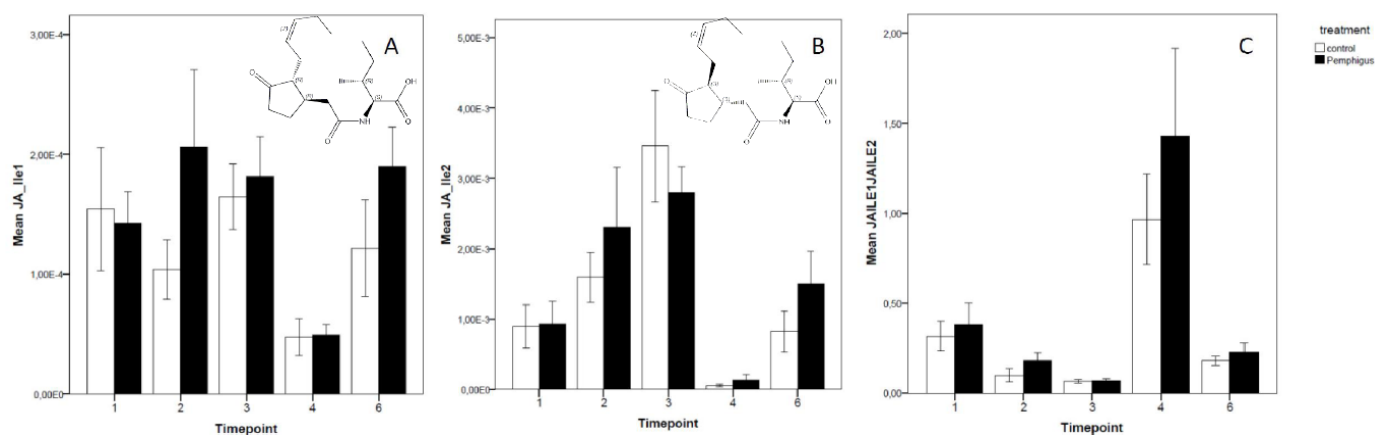 A
3,00E-4
2,00E-4
1,00E-4
0,00E0
Mean JA_Ile1
1 2 3 4 6
Timepoint
O
O
NH
OH
O
B
5,00E-3
4,00E-3
3,00E-3
2,00E-3
1,00E-3
0,00E0
Mean JA_Ile2
1 2 3 4 6
Timepoint
O
O
NH
OH
O
C
2,00
1,50
1,00
0,50
0,00
Mean JAILE1JAILE2
1 2 3 4 6
Timepoint
treatment
control
Pemphigus